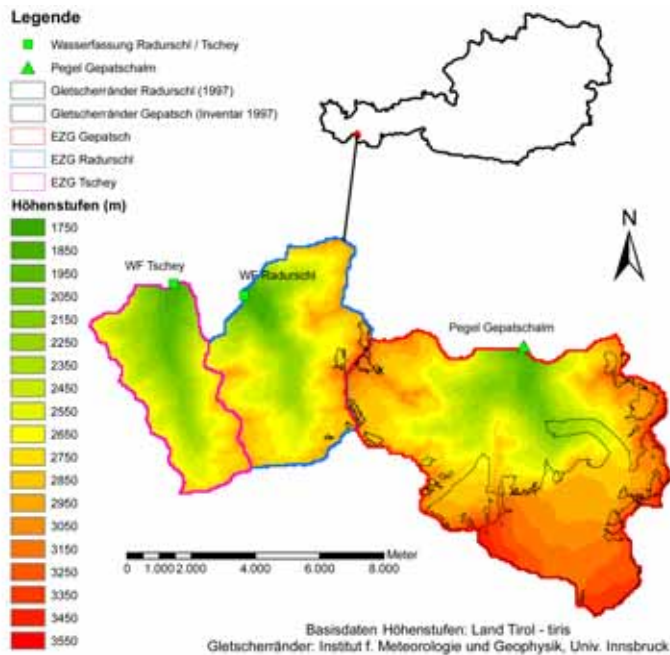 Legende
Wasserfassung Radurschl / Tschey
Pegel Gepatschalm
Gletscherränder Radurschl (1997)
Gletscherränder Gepatsch (Inventar 1997)
EZG Gepatsch
EZG Radurschl
EZG Tschey
Höhenstufen (m)
1750
1850
1950
2050
2150
2250
2350
2450
2550
2650
2750
2850
2950
3050
3150
3250
3350
3450
3550
N
WF Tschey
WF Radurschl
Pegel Gepatschalm
Meter
0 1.000 2.000 4.000 6.000 8.000
Basisdaten Höhenstufen: Land Tirol - tiris
Gletscherränder: Institut f. Meteorologie und Geophysik, Univ. Innsbruck